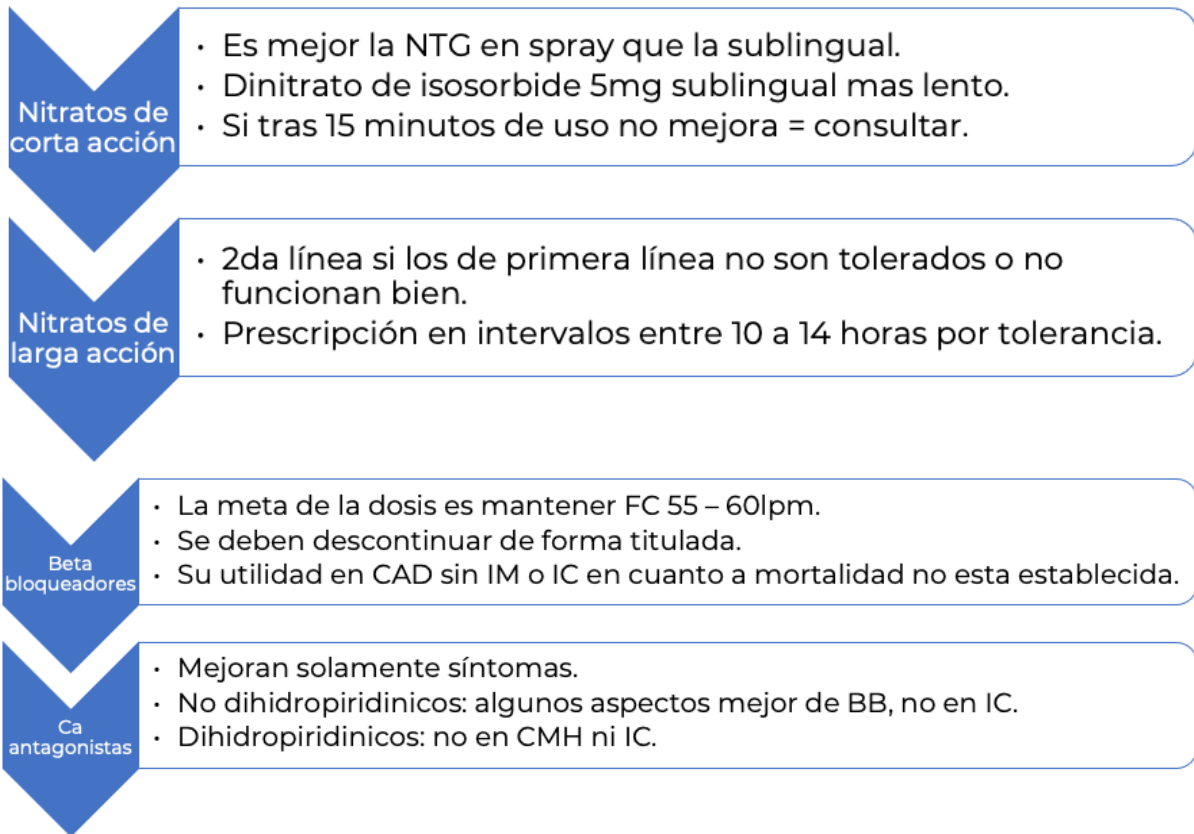 Nitratos de
corta acción
· Es mejor la NTG en spray que la sublingual.
· Dinitrato de isosorbide 5mg sublingual mas lento.
· Si tras 15 minutos de uso no mejora = consultar.
Nitratos de
larga acción
· 2da línea si los de primera línea no son tolerados o no
funcionan bien.
· Prescripción en intervalos entre 10 a 14 horas por tolerancia.
Beta
bloqueadores
· La meta de la dosis es mantener FC 55 – 60lpm.
· Se deben descontinuar de forma titulada.
· Su utilidad en CAD sin IM o IC en cuanto a mortalidad no esta establecida.
Ca
antagonistas
· Mejoran solamente síntomas.
· No dihidropiridinicos: algunos aspectos mejor de BB, no en IC.
· Dihidropiridinicos: no en CMH ni IC.